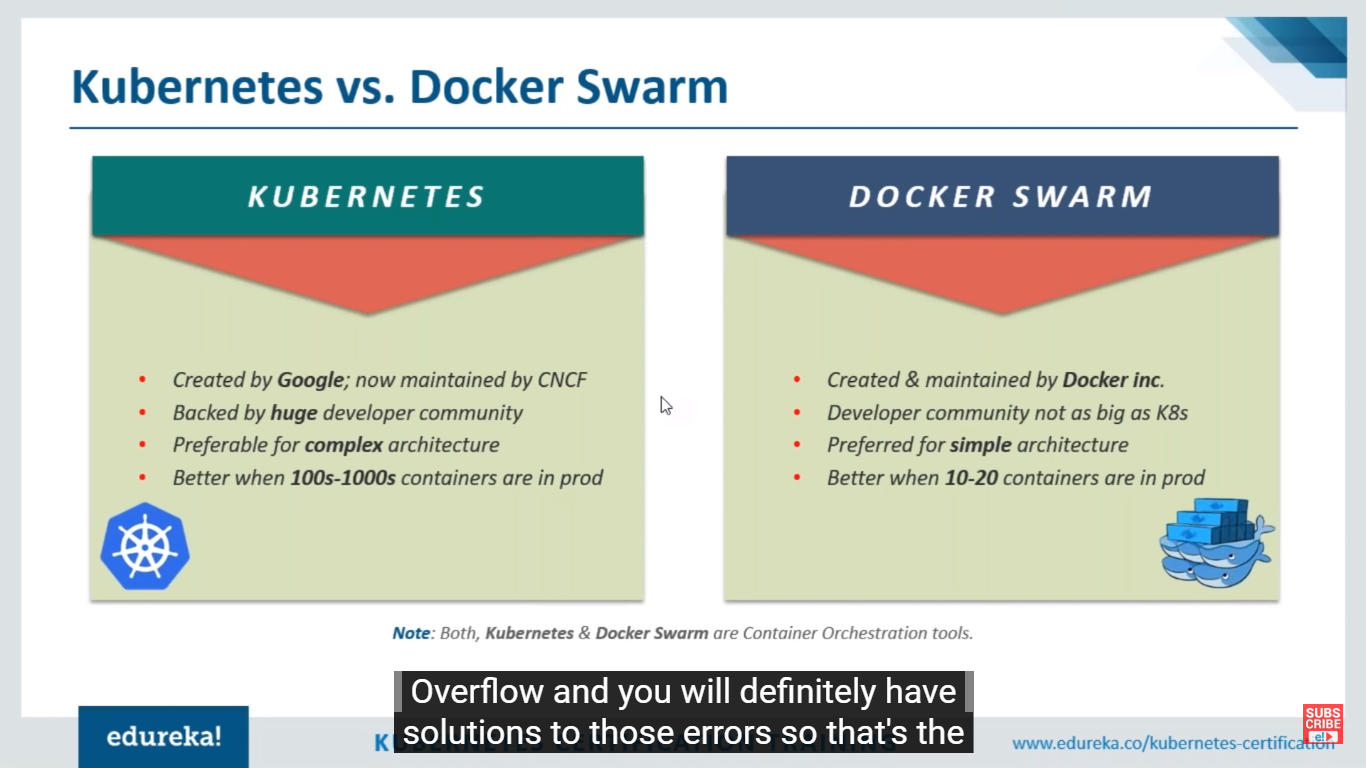 Kubernetes vs. Docker Swarm
KUBERNETES
Created by Google; now maintained by CNCF
Backed by huge developer community
Preferable for complex architecture
Better when 100s-1000s containers are in prod
DOCKER SWARM
Created & maintained by Docker inc.
Developer community not as big as K8s
Preferred for simple architecture
Better when 10-20 containers are in prod
Note: Both, Kubernetes & Docker Swarm are Container Orchestration tools.
Overflow and you will definitely have
solutions to those errors so that's the
edureka!
www.edureka.co/kubernetes-certification
SUBS
CRIBE
e!